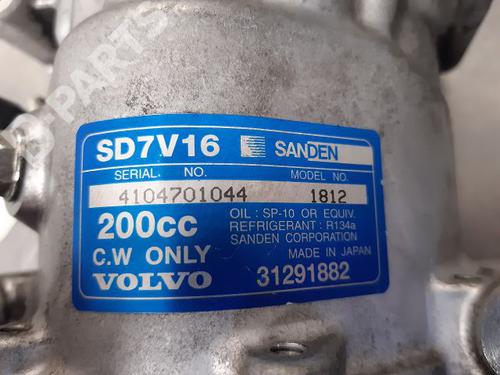 SD7V16 SANDEN
SERIAL NO. MODEL NO.
4104701044 1812
200cc OIL : SP-10 OR EQUIV.
REFRIGERANT : R134a
SANDEN CORPORATION
C.W ONLY MADE IN JAPAN
VOLVO 31291882